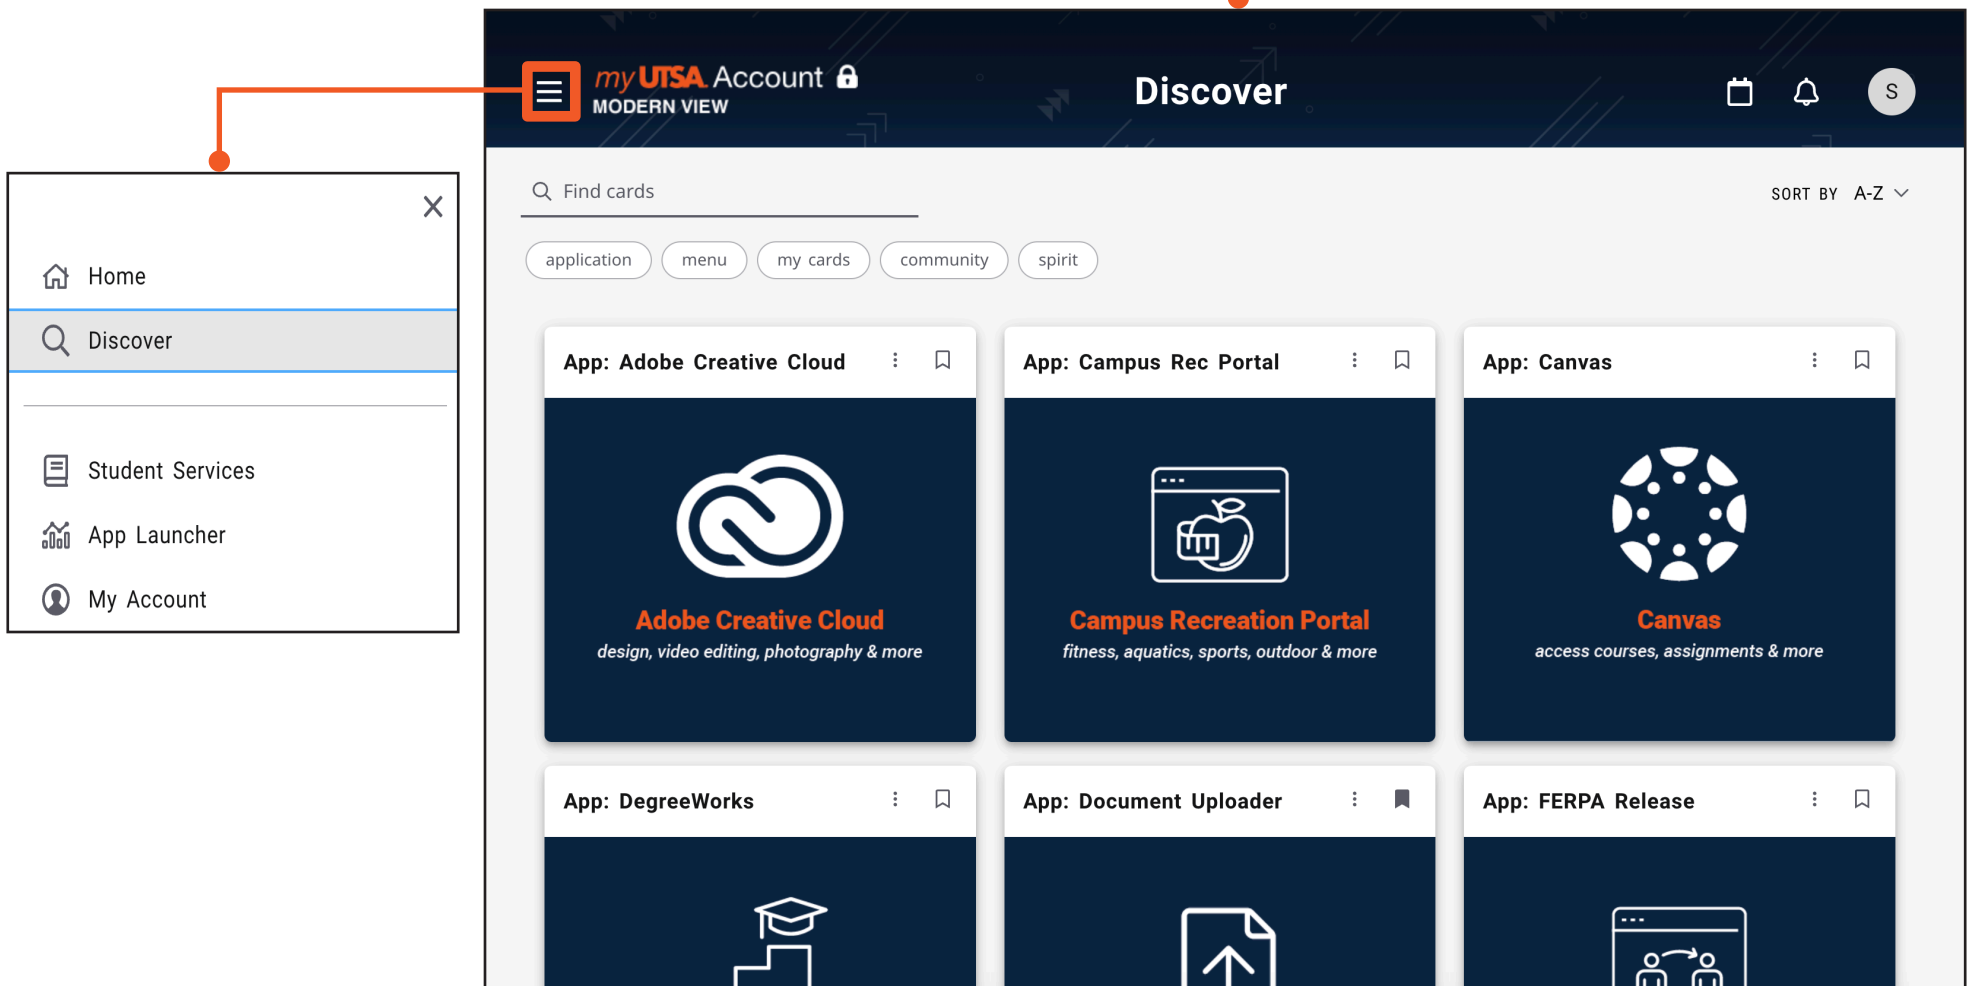 my UTSA. Account
MODERN VIEW
Discover
S
Home
Discover
Student Services
App Launcher
My Account
Find cards
SORT BY A-Z
application
menu
my cards
community
spirit
App: Adobe Creative Cloud
Adobe Creative Cloud
design, video editing, photography & more
App: Campus Rec Portal
Campus Recreation Portal
fitness, aquatics, sports, outdoor & more
App: Canvas
Canvas
access courses, assignments & more
App: DegreeWorks
App: Document Uploader
App: FERPA Release